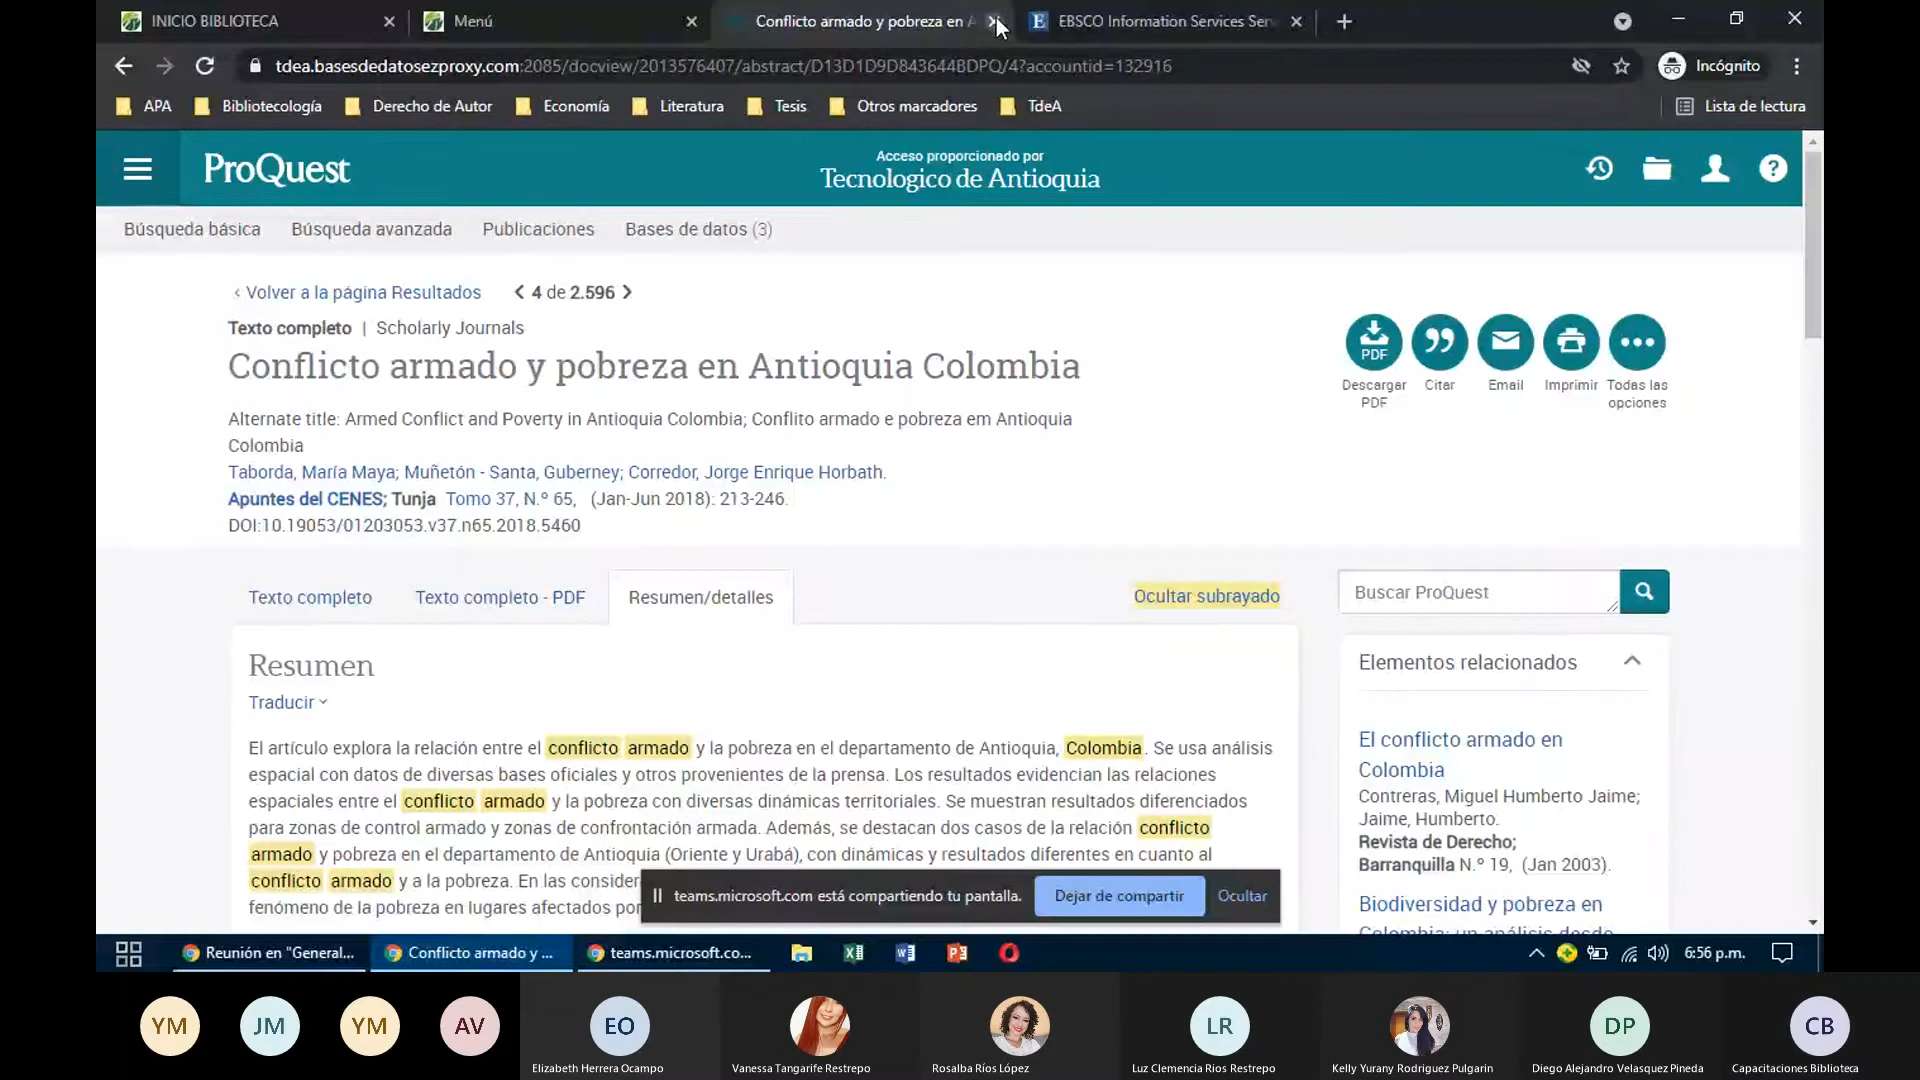 INICIO BIBLIOTECA
Menú
Conflicto armado y pobreza en A
EBSCO Information Services Ser
tdea.basesdedatosezproxy.com:2085/docview/2013576407/abstract/D13D1D9D843644BDPQ/4?accountid=132916
Incógnito
APA
Bibliotecología
Derecho de Autor
Economía
Literatura
Tesis
Otros marcadores
TdeA
Lista de lectura
ProQuest
Acceso proporcionado por
Tecnologico de Antioquia
Búsqueda básica
Búsqueda avanzada
Publicaciones
Bases de datos (3)
‹ Volver a la página Resultados
4 de 2.596
Texto completo | Scholarly Journals
Conflicto armado y pobreza en Antioquia Colombia
Alternate title: Armed Conflict and Poverty in Antioquia Colombia; Conflito armado e pobreza em Antioquia
Colombia
Taborda, María Maya; Muñetón - Santa, Guberney; Corredor, Jorge Enrique Horbath.
Apuntes del CENES; Tunja Tomo 37, N.º 65, (Jan-Jun 2018): 213-246.
DOI:10.19053/01203053.v37.n65.2018.5460
PDF
Descargar
PDF
Citar
Email
Imprimir
Todas las
opciones
Texto completo
Texto completo - PDF
Resumen/detalles
Ocultar subrayado
Buscar ProQuest
Resumen
Traducir
El artículo explora la relación entre el conflicto armado y la pobreza en el departamento de Antioquia, Colombia. Se usa análisis
espacial con datos de diversas bases oficiales y otros provenientes de la prensa. Los resultados evidencian las relaciones
espaciales entre el conflicto armado y la pobreza con diversas dinámicas territoriales. Se muestran resultados diferenciados
para zonas de control armado y zonas de confrontación armada. Además, se destacan dos casos de la relación conflicto
armado y pobreza en el departamento de Antioquia (Oriente y Urabá), con dinámicas y resultados diferentes en cuanto al
conflicto armado y a la pobreza. En las consider
fenómeno de la pobreza en lugares afectados por
Elementos relacionados
El conflicto armado en
Colombia
Contreras, Miguel Humberto Jaime;
Jaime, Humberto.
Revista de Derecho;
Barranquilla N.º 19, (Jan 2003).
Biodiversidad y pobreza en
Colombia: un análisis desde
teams.microsoft.com está compartiendo tu pantalla.
Dejar de compartir
Ocultar
Reunión en "General...
Conflicto armado y ...
teams.microsoft.co...
6:56 p.m.
YM
JM
YM
AV
EO
LR
DP
CB
Elizabeth Herrera Ocampo
Vanessa Tangarife Restrepo
Rosalba Ríos López
Luz Clemencia Rios Restrepo
Kelly Yurany Rodriguez Pulgarin
Diego Alejandro Velasquez Pineda
Capacitaciones Biblioteca